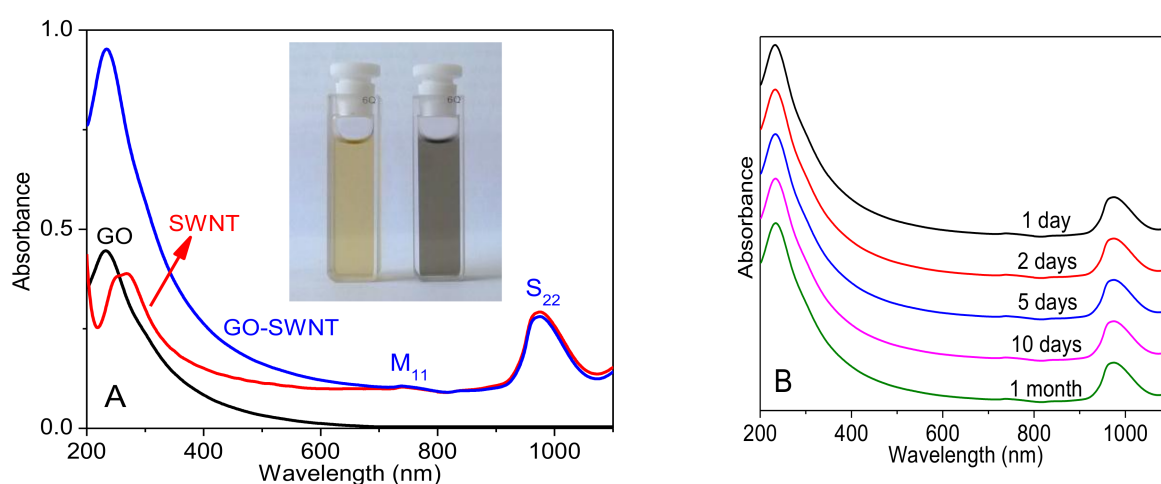 1.0
0.5
0.0
Absorbance
GO
SWNT
GO-SWNT
M11
S22
A
6Q
6Q
200 400 600 800 1000
Wavelength (nm)
Absorbance
1 day
2 days
5 days
10 days
1 month
B
200 400 600 800 1000
Wavelength (nm)